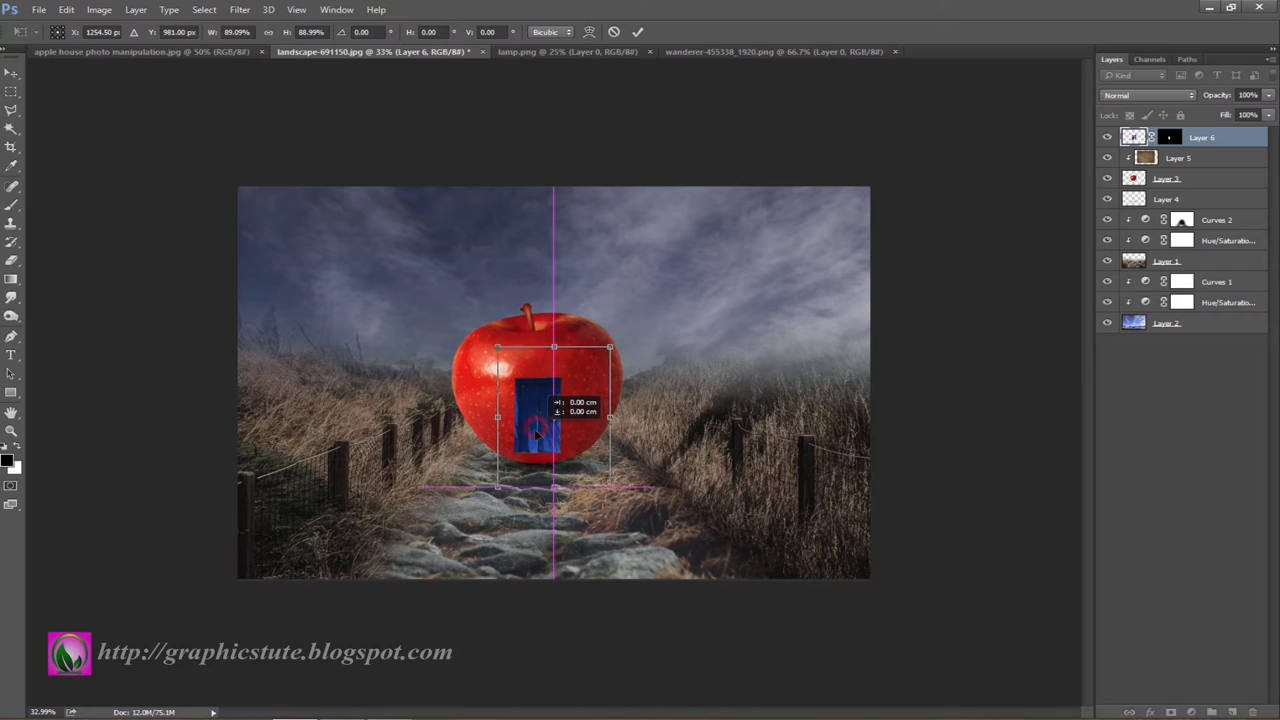 Ps File Edit Image Layer Type Select Filter 3D View Window Help
X: 1254.50 px Y: 981.00 px W: 89.09% H: 88.99% 0.00 ° H: 0.00 ° V: 0.00 ° Bicubic
apple house photo manipulation.jpg @ 50% (RGB/8#) × landscape-691150.jpg @ 33% (Layer 6, RGB/8#) * × lamp.png @ 25% (Layer 0, RGB/8#) × wanderer-455338_1920.png @ 66.7% (Layer 0, RGB/8#) ×
Layers Channels Paths
Kind
Normal Opacity: 100%
Lock: Fill: 100%
Layer 6
Layer 5
Layer 3
Layer 4
Curves 2
Hue/Saturatio...
Layer 1
Curves 1
Hue/Saturatio...
Layer 2
: 0.00 cm
: 0.00 cm
http://graphicstute.blogspot.com
32.99% Doc: 12.0M/75.1M